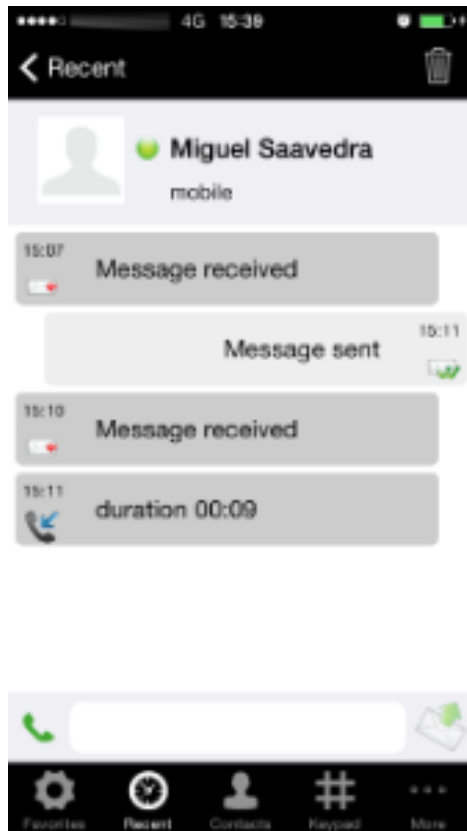 4G 15:39
Recent
Miguel Saavedra
mobile
15:07
Message received
15:11
Message sent
15:10
Message received
15:11
duration 00:09
Favorites Recent Contacts Keypad More